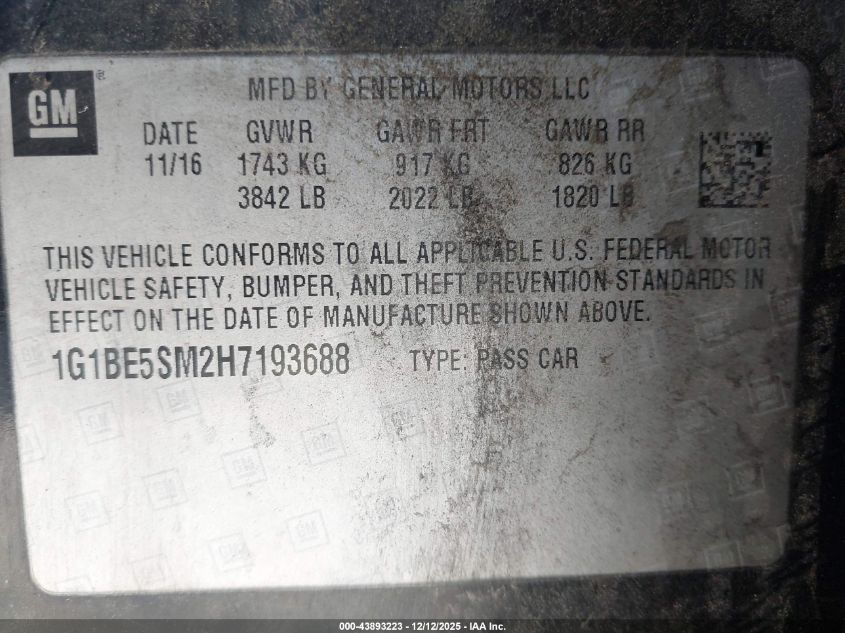 GM®
MFD BY GENERAL MOTORS LLC
DATE GVWR GAWR FRT GAWR RR
11/16 1743 KG 917 KG 826 KG
3842 LB 2022 LB 1820 LB
THIS VEHICLE CONFORMS TO ALL APPLICABLE U.S. FEDERAL MOTOR
VEHICLE SAFETY, BUMPER, AND THEFT PREVENTION STANDARDS IN
EFFECT ON THE DATE OF MANUFACTURE SHOWN ABOVE.
1G1BE5SM2H7193688 TYPE: PASS CAR
000-43893223 - 12/12/2025 - IAA Inc.